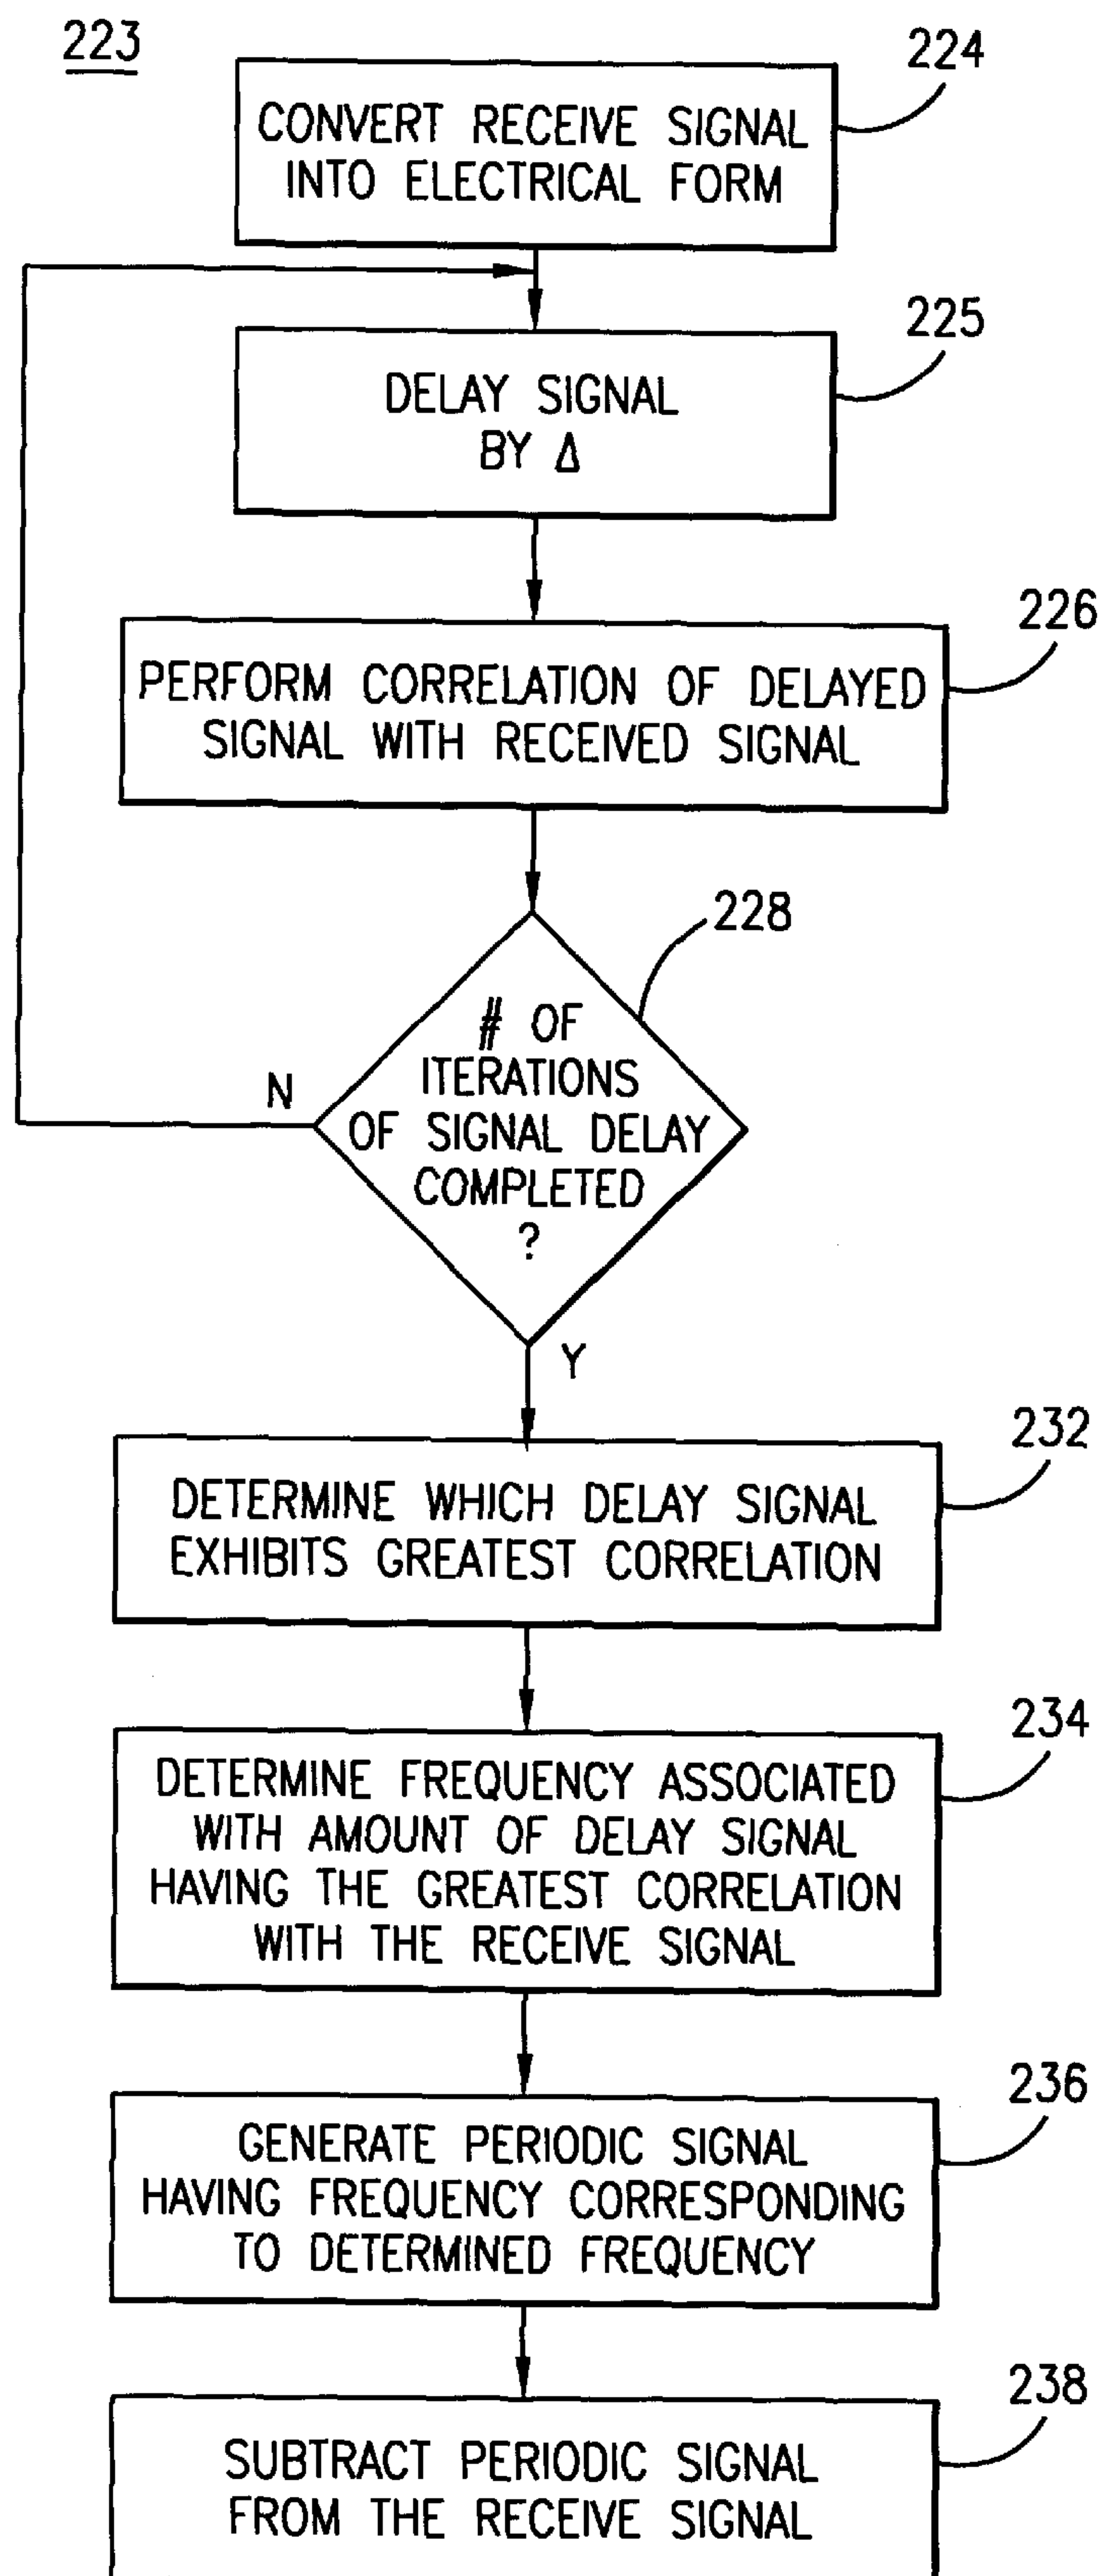 223
224
CONVERT RECEIVE SIGNAL
INTO ELECTRICAL FORM
225
DELAY SIGNAL
BY Δ
226
PERFORM CORRELATION OF DELAYED
SIGNAL WITH RECEIVED SIGNAL
228
# OF
ITERATIONS
OF SIGNAL DELAY
COMPLETED
?
N
Y
232
DETERMINE WHICH DELAY SIGNAL
EXHIBITS GREATEST CORRELATION
234
DETERMINE FREQUENCY ASSOCIATED
WITH AMOUNT OF DELAY SIGNAL
HAVING THE GREATEST CORRELATION
WITH THE RECEIVE SIGNAL
236
GENERATE PERIODIC SIGNAL
HAVING FREQUENCY CORRESPONDING
TO DETERMINED FREQUENCY
238
SUBTRACT PERIODIC SIGNAL
FROM THE RECEIVE SIGNAL